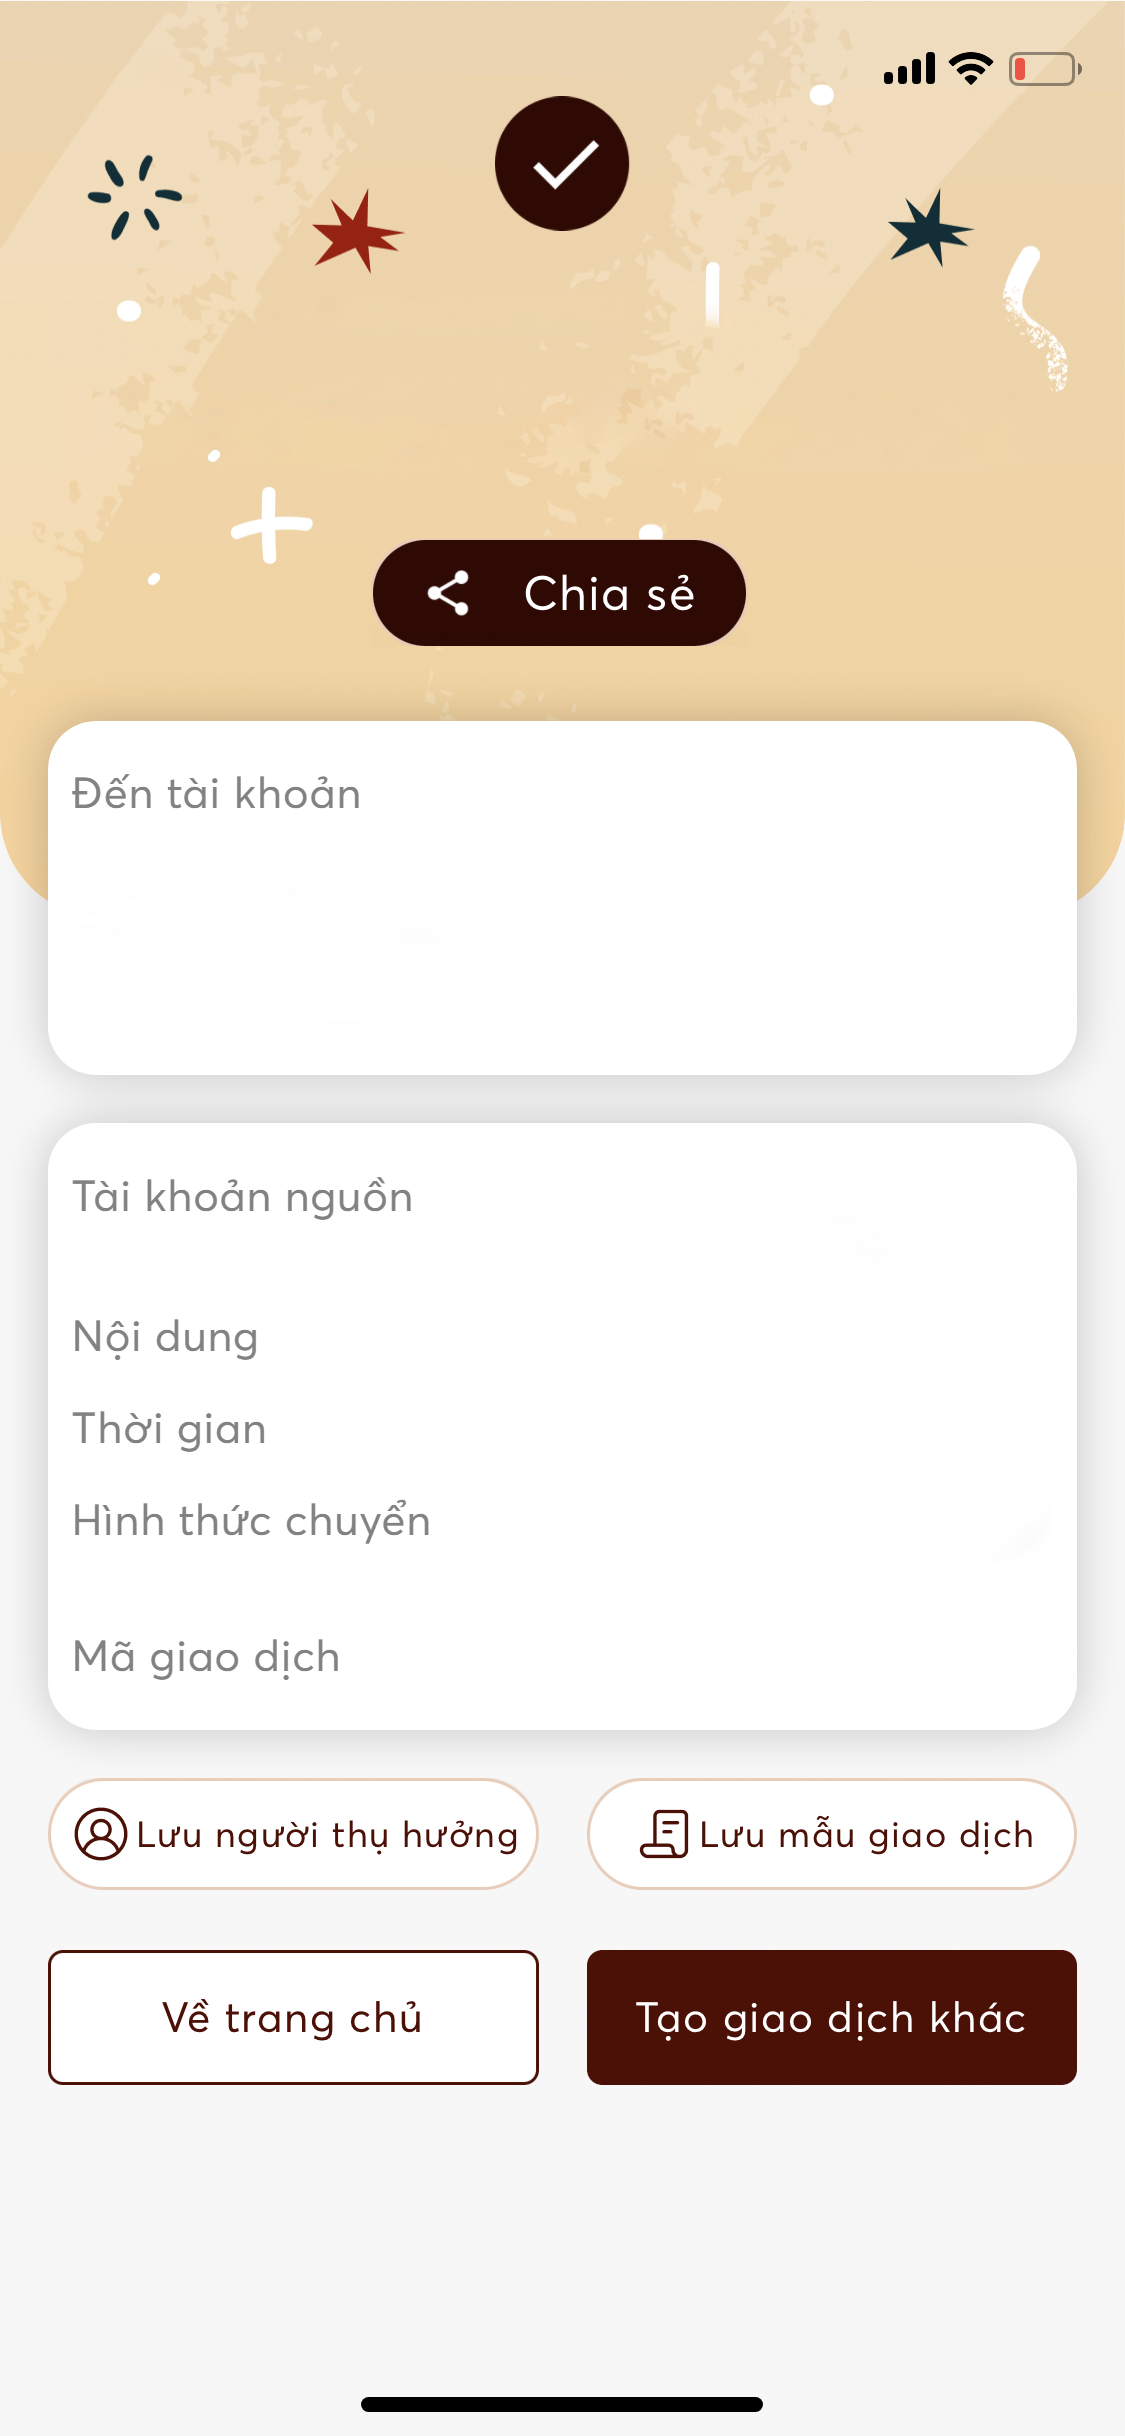 Chia sẻ
Đến tài khoản
Tài khoản nguồn
Nội dung
Thời gian
Hình thức chuyển
Mã giao dịch
Lưu người thụ hưởng
Lưu mẫu giao dịch
Về trang chủ
Tạo giao dịch khác